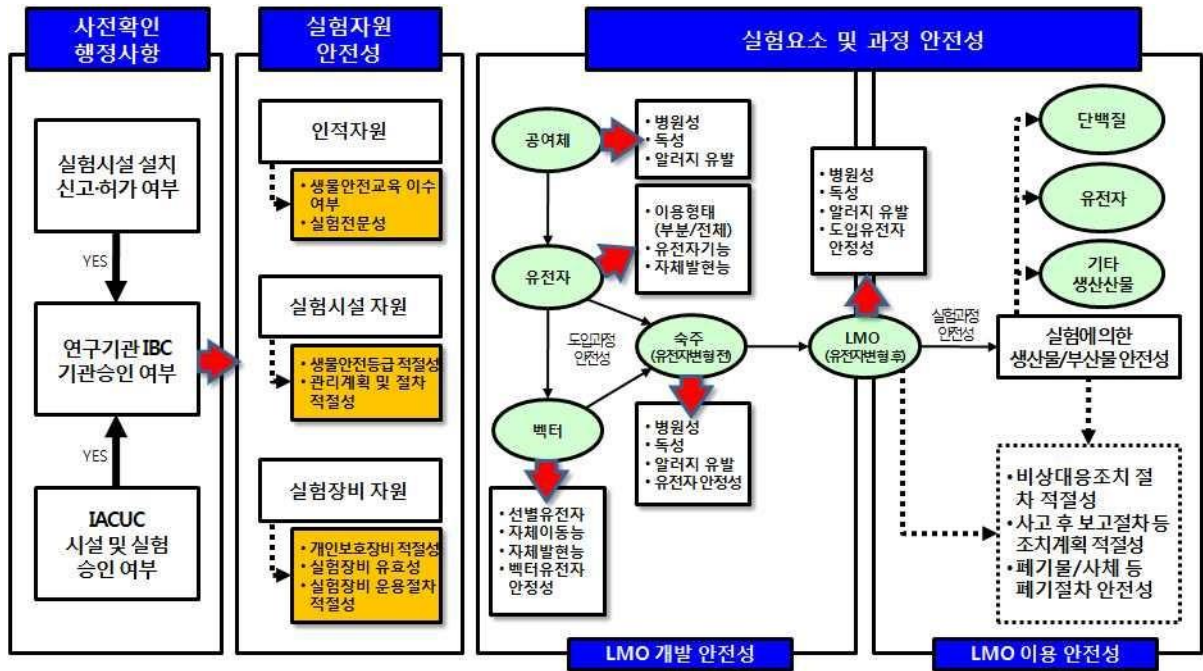 사전확인
행정사항
실험시설 설치
신고·허가 여부
YES
연구기관 IBC
기관승인 여부
YES
IACUC
시설 및 실험
승인 여부
실험자원
안전성
인적자원
• 생물안전교육 이수
여부
• 실험전문성
실험시설 자원
• 생물안전등급 적절성
• 관리계획 및 절차
적절성
실험장비 자원
• 개인보호장비 적절성
• 실험장비 유효성
• 실험장비 운용절차
적절성
실험요소 및 과정 안전성
공여체
• 병원성
• 독성
• 알러지 유발
유전자
• 이용형태
(부분/전체)
• 유전자기능
• 자체발현능
도입과정
안전성
숙주
(유전자변형 전)
벡터
• 병원성
• 독성
• 알러지 유발
• 유전자 안정성
• 선별유전자
• 자체이동능
• 자체발현능
• 벡터유전자
안정성
LMO 개발 안전성
• 병원성
• 독성
• 알러지 유발
• 도입유전자
안정성
LMO
(유전자변형 후)
실험과정
안전성
단백질
유전자
기타
생산산물
실험에 의한
생산물/부산물 안전성
• 비상대응조치 절
차 적절성
• 사고 후 보고절차 등
조치계획 적절성
• 폐기물/사체 등
폐기절차 안전성
LMO 이용 안전성